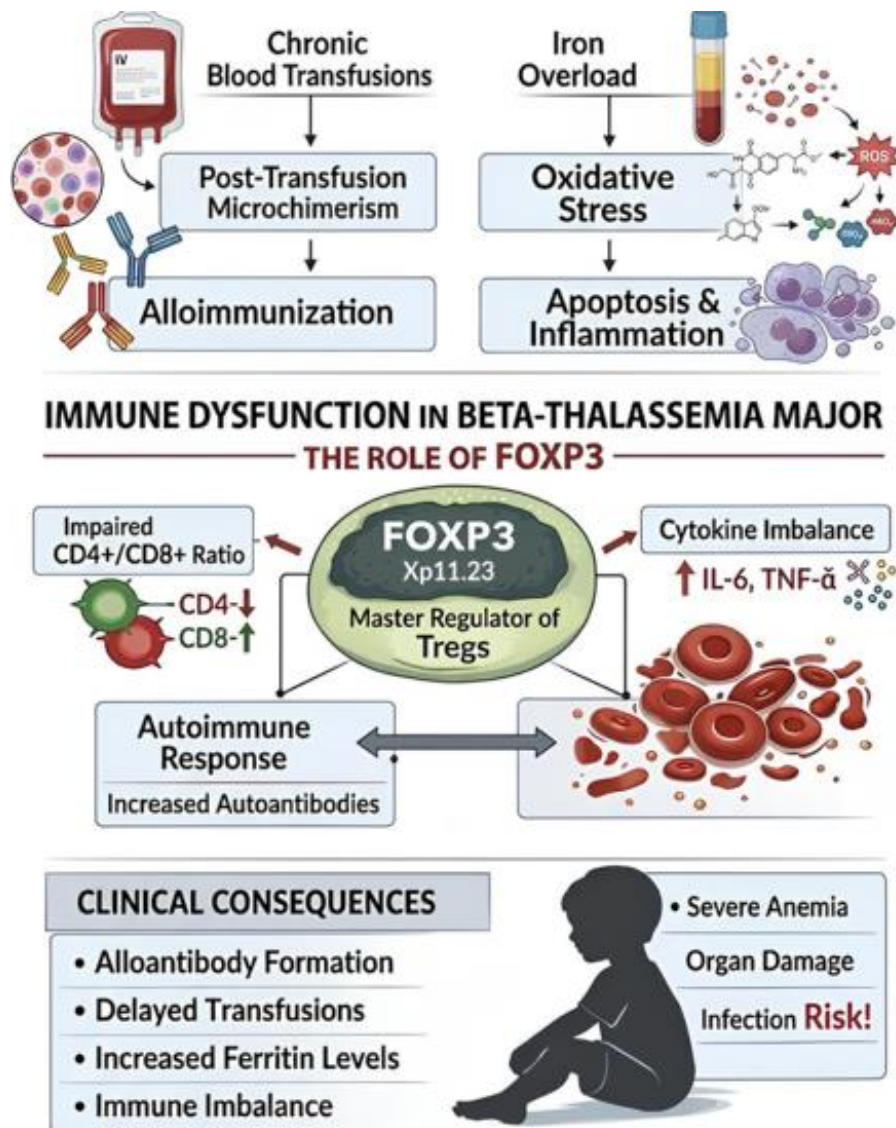 IV
Chronic
Blood Transfusions
Post-Transfusion
Microchimerism
Alloimmunization
Iron
Overload
Oxidative
Stress
ROS
Apoptosis &
Inflammation
IMMUNE DYSFUNCTION IN BETA-THALASSEMIA MAJOR
THE ROLE OF FOXP3
Impaired
CD4+/CD8+ Ratio
CD4-↓
CD8-↑
FOXP3
Xp11.23
Master Regulator of
Tregs
Cytokine Imbalance
↑ IL-6, TNF-ă
Autoimmune
Response
Increased Autoantibodies
CLINICAL CONSEQUENCES
• Alloantibody Formation
• Delayed Transfusions
• Increased Ferritin Levels
• Immune Imbalance
• Severe Anemia
Organ Damage
Infection Risk!